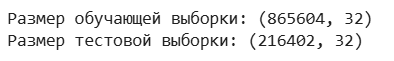 Размер обучающей выборки: (865604, 32)
Размер тестовой выборки: (216402, 32)